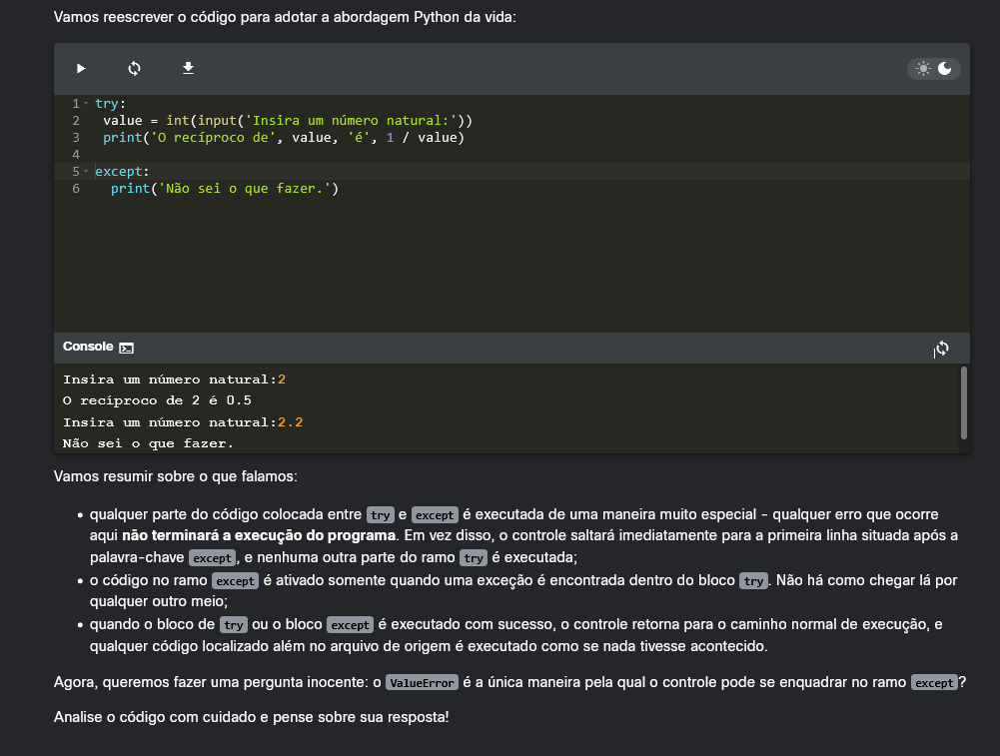 Vamos reescrever o código para adotar a abordagem Python da vida:
1 try:
2 value = int(input('Insira um número natural:'))
3 print('O recíproco de', value, 'é', 1 / value)
4
5 except:
6 print('Não sei o que fazer.')
Console
Insira um número natural:2
O recíproco de 2 é 0.5
Insira um número natural:2.2
Não sei o que fazer.
Vamos resumir sobre o que falamos:
• qualquer parte do código colocada entre try e except é executada de uma maneira muito especial - qualquer erro que ocorre
aqui não terminará a execução do programa. Em vez disso, o controle saltará imediatamente para a primeira linha situada após a
palavra-chave except, e nenhuma outra parte do ramo try é executada;
• o código no ramo except é ativado somente quando uma exceção é encontrada dentro do bloco try. Não há como chegar lá por
qualquer outro meio;
• quando o bloco de try ou o bloco except é executado com sucesso, o controle retorna para o caminho normal de execução, e
qualquer código localizado além no arquivo de origem é executado como se nada tivesse acontecido.
Agora, queremos fazer uma pergunta inocente: o ValueError é a única maneira pela qual o controle pode se enquadrar no ramo except?
Analise o código com cuidado e pense sobre sua resposta!